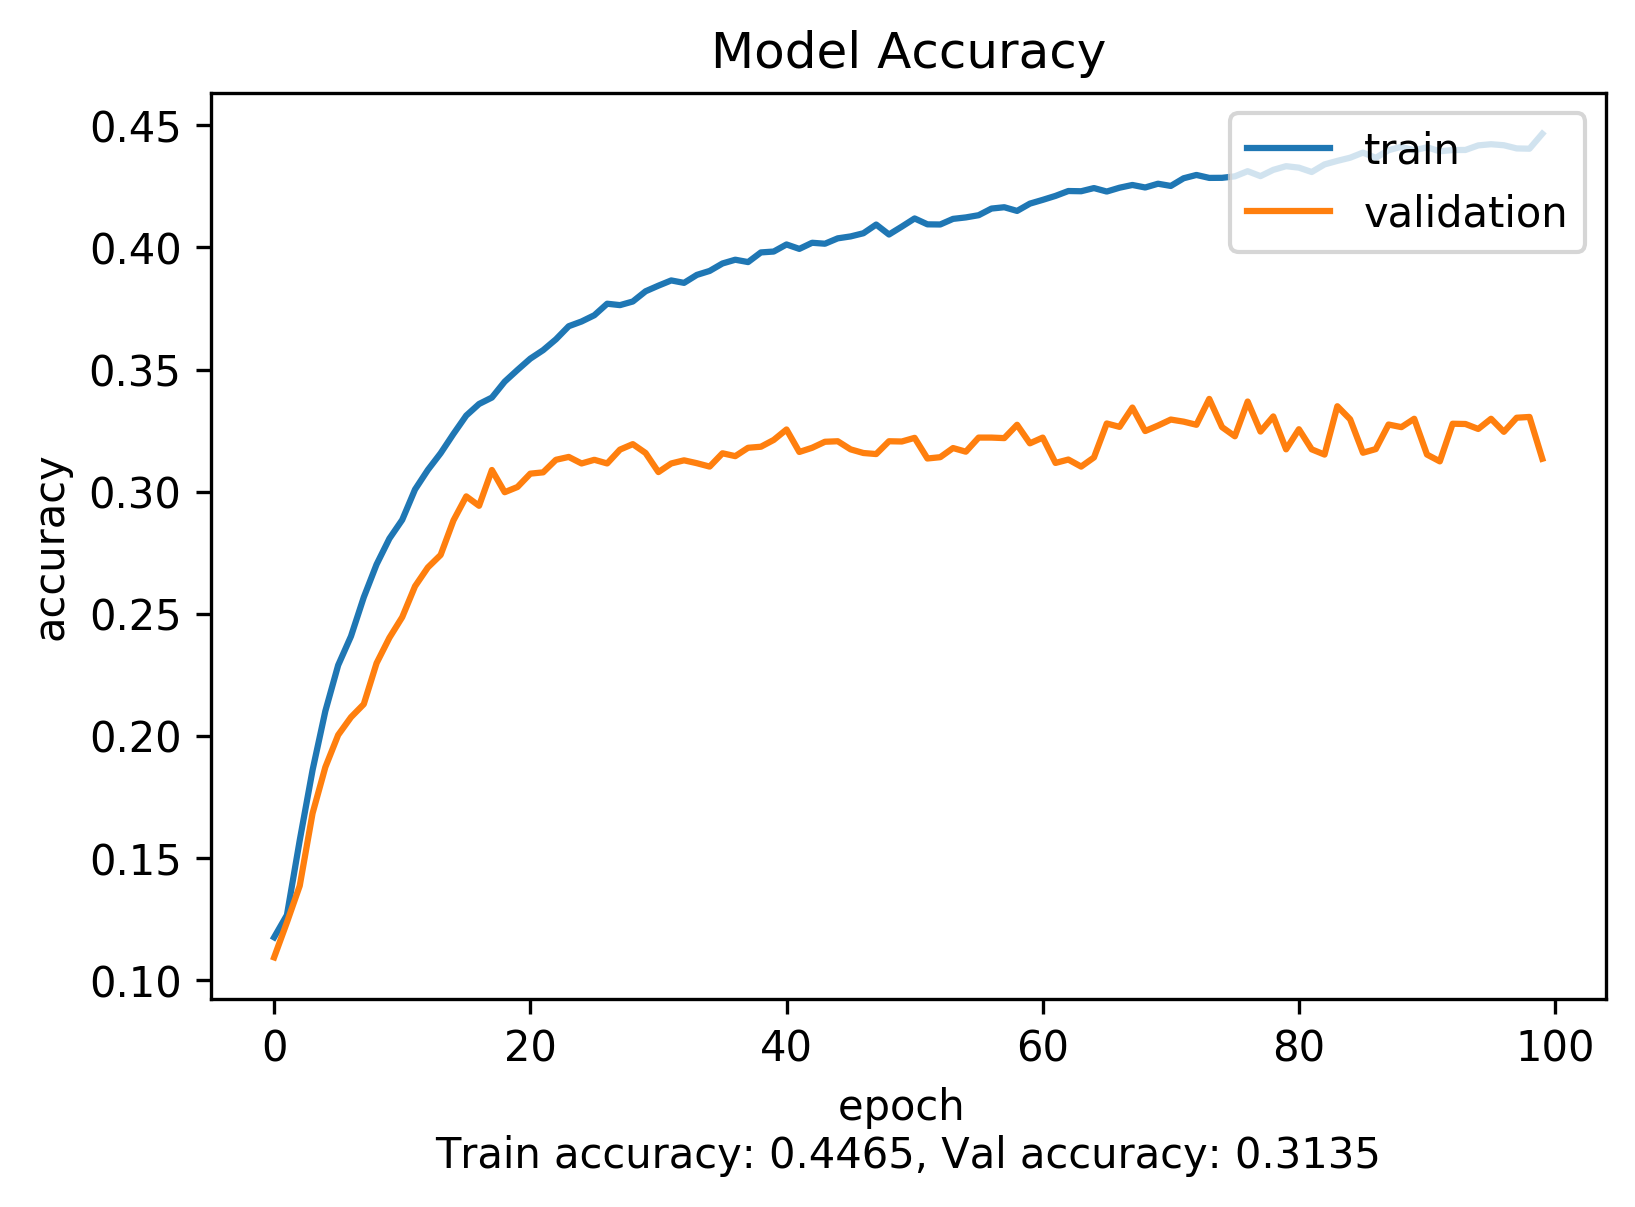 Model Accuracy
train
validation
accuracy
0.45
0.40
0.35
0.30
0.25
0.20
0.15
0.10
0 20 40 60 80 100
epoch
Train accuracy: 0.4465, Val accuracy: 0.3135